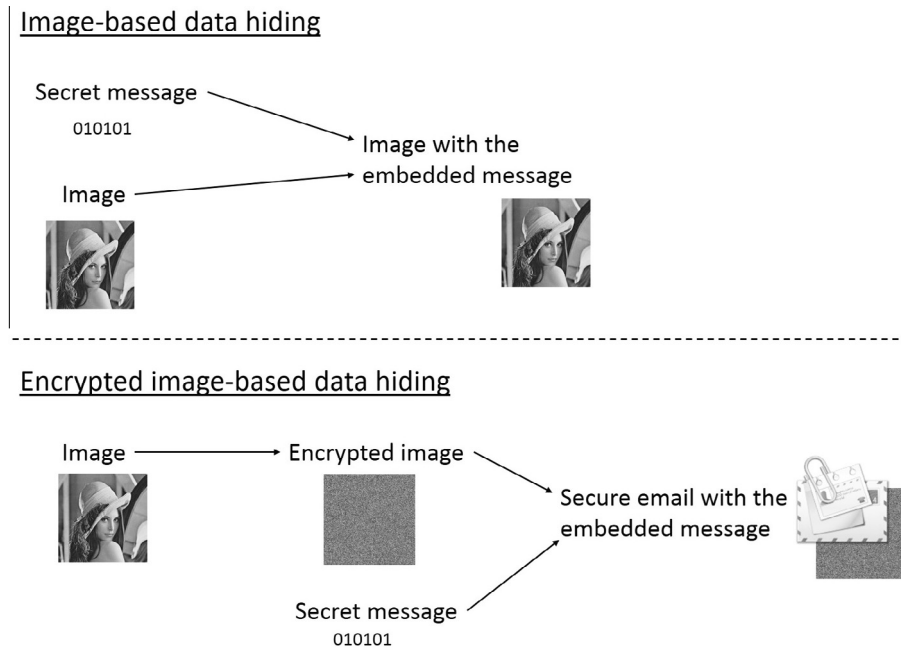 Image-based data hiding
Secret message
010101
Image
Image with the
embedded message
Encrypted image-based data hiding
Image
Encrypted image
Secure email with the
embedded message
Secret message
010101